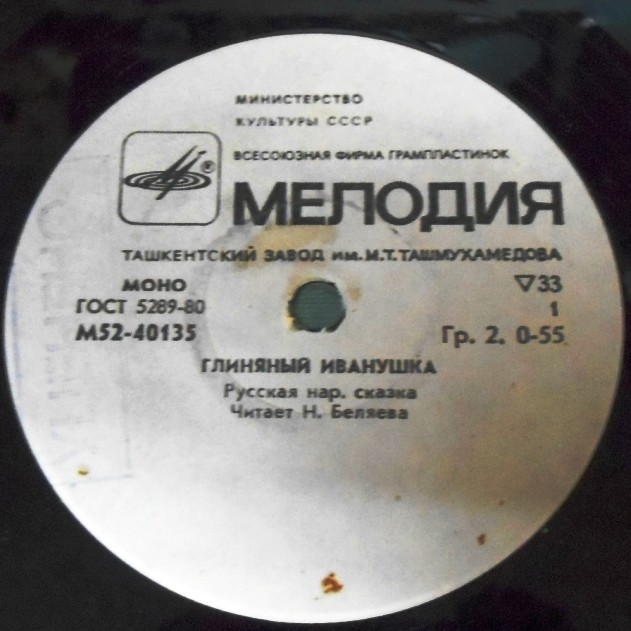 МИНИСТЕРСТВО
КУЛЬТУРЫ СССР
ВСЕСОЮЗНАЯ ФИРМА ГРАМПЛАСТИНОК
МЕЛОДИЯ
ТАШКЕНТСКИЙ ЗАВОД им. М.Т. ТАШМУХАМЕДОВА
МОНО ▽33
ГОСТ 5289-80 1
М52-40135 Гр. 2. 0-55
ГЛИНЯНЫЙ ИВАНУШКА
Русская нар. сказка
Читает Н. Беляева